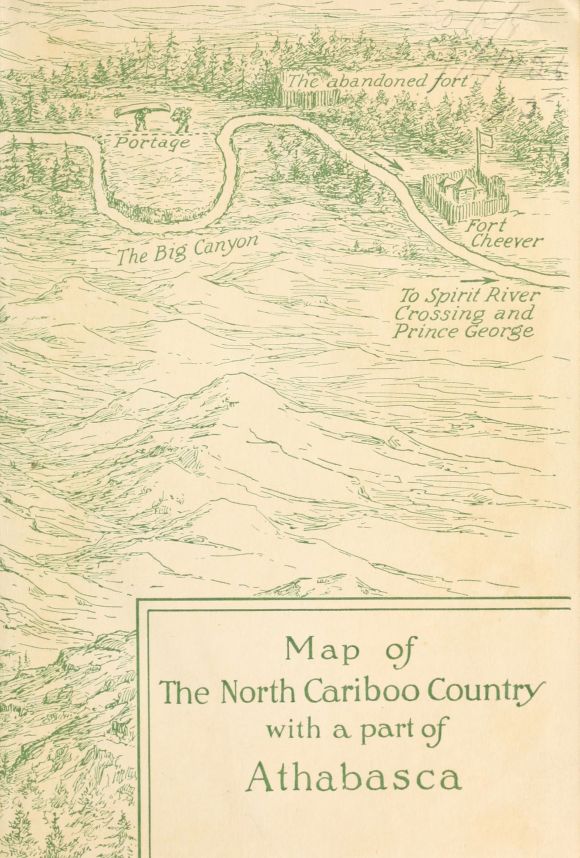 The abandoned fort
Portage
Fort
Cheever
The Big Canyon
To Spirit River
Crossing and
Prince George
Map of
The North Cariboo Country
with a part of
Athabasca